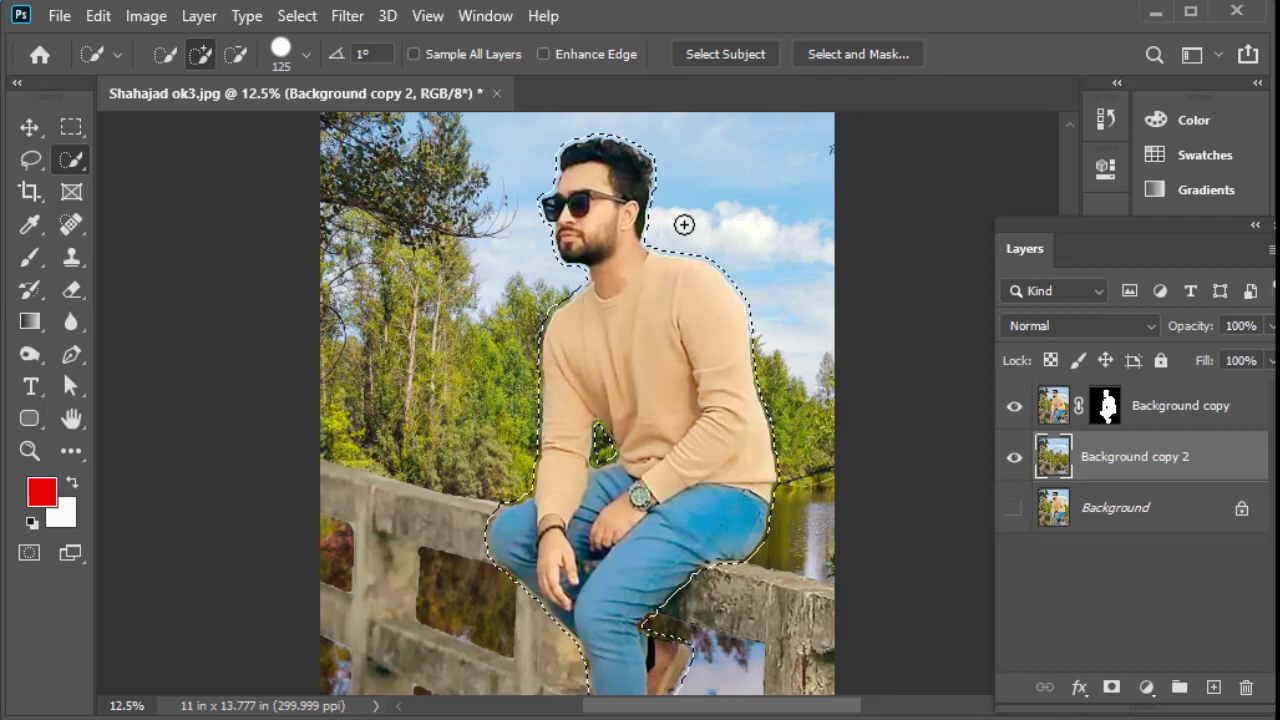 Ps File Edit Image Layer Type Select Filter 3D View Window Help
125 1° Sample All Layers Enhance Edge Select Subject Select and Mask...
Shahajad ok3.jpg @ 12.5% (Background copy 2, RGB/8*) *
Color
Swatches
Gradients
Layers
Kind
Normal Opacity: 100%
Lock: Fill: 100%
Background copy
Background copy 2
Background
12.5% 11 in x 13.777 in (299.999 ppi)